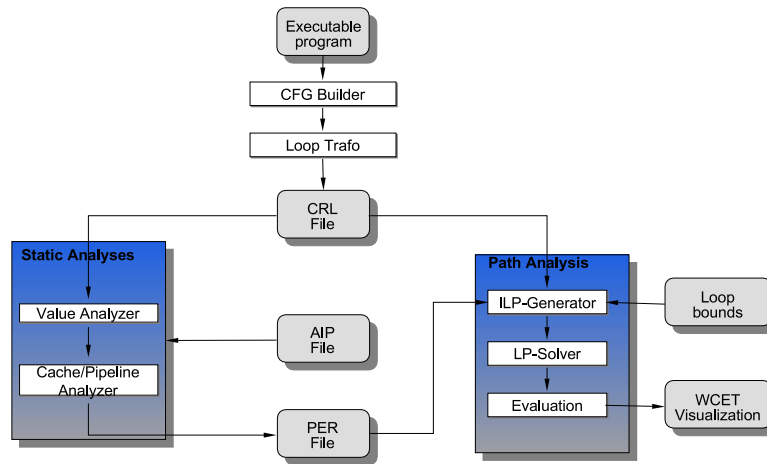 Executable
program
CFG Builder
Loop Trafo
CRL
File
Static Analyses
Path Analysis
Value Analyzer
ILP-Generator
Loop
bounds
AIP
File
Cache/Pipeline
Analyzer
LP-Solver
PER
File
Evaluation
WCET
Visualization